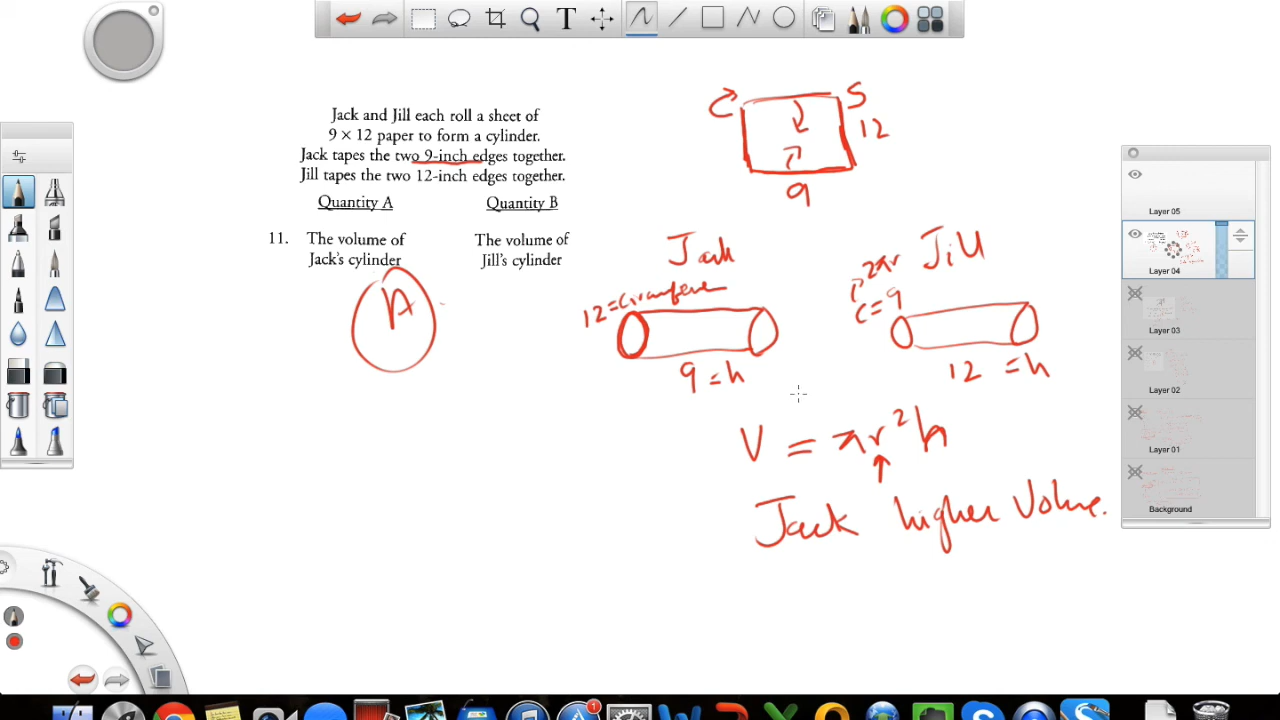 T
Jack and Jill each roll a sheet of
9 × 12 paper to form a cylinder.
Jack tapes the two 9-inch edges together.
Jill tapes the two 12-inch edges together.
Quantity A Quantity B
11. The volume of The volume of
Jack's cylinder Jill's cylinder
A
12
9
Jack
12 =
9 = h
Jill
2πr
C = 9
12 = h
V = πr²h
Jack higher Volume.
Layer 05
Layer 04
Layer 03
Layer 02
Layer 01
Background
1